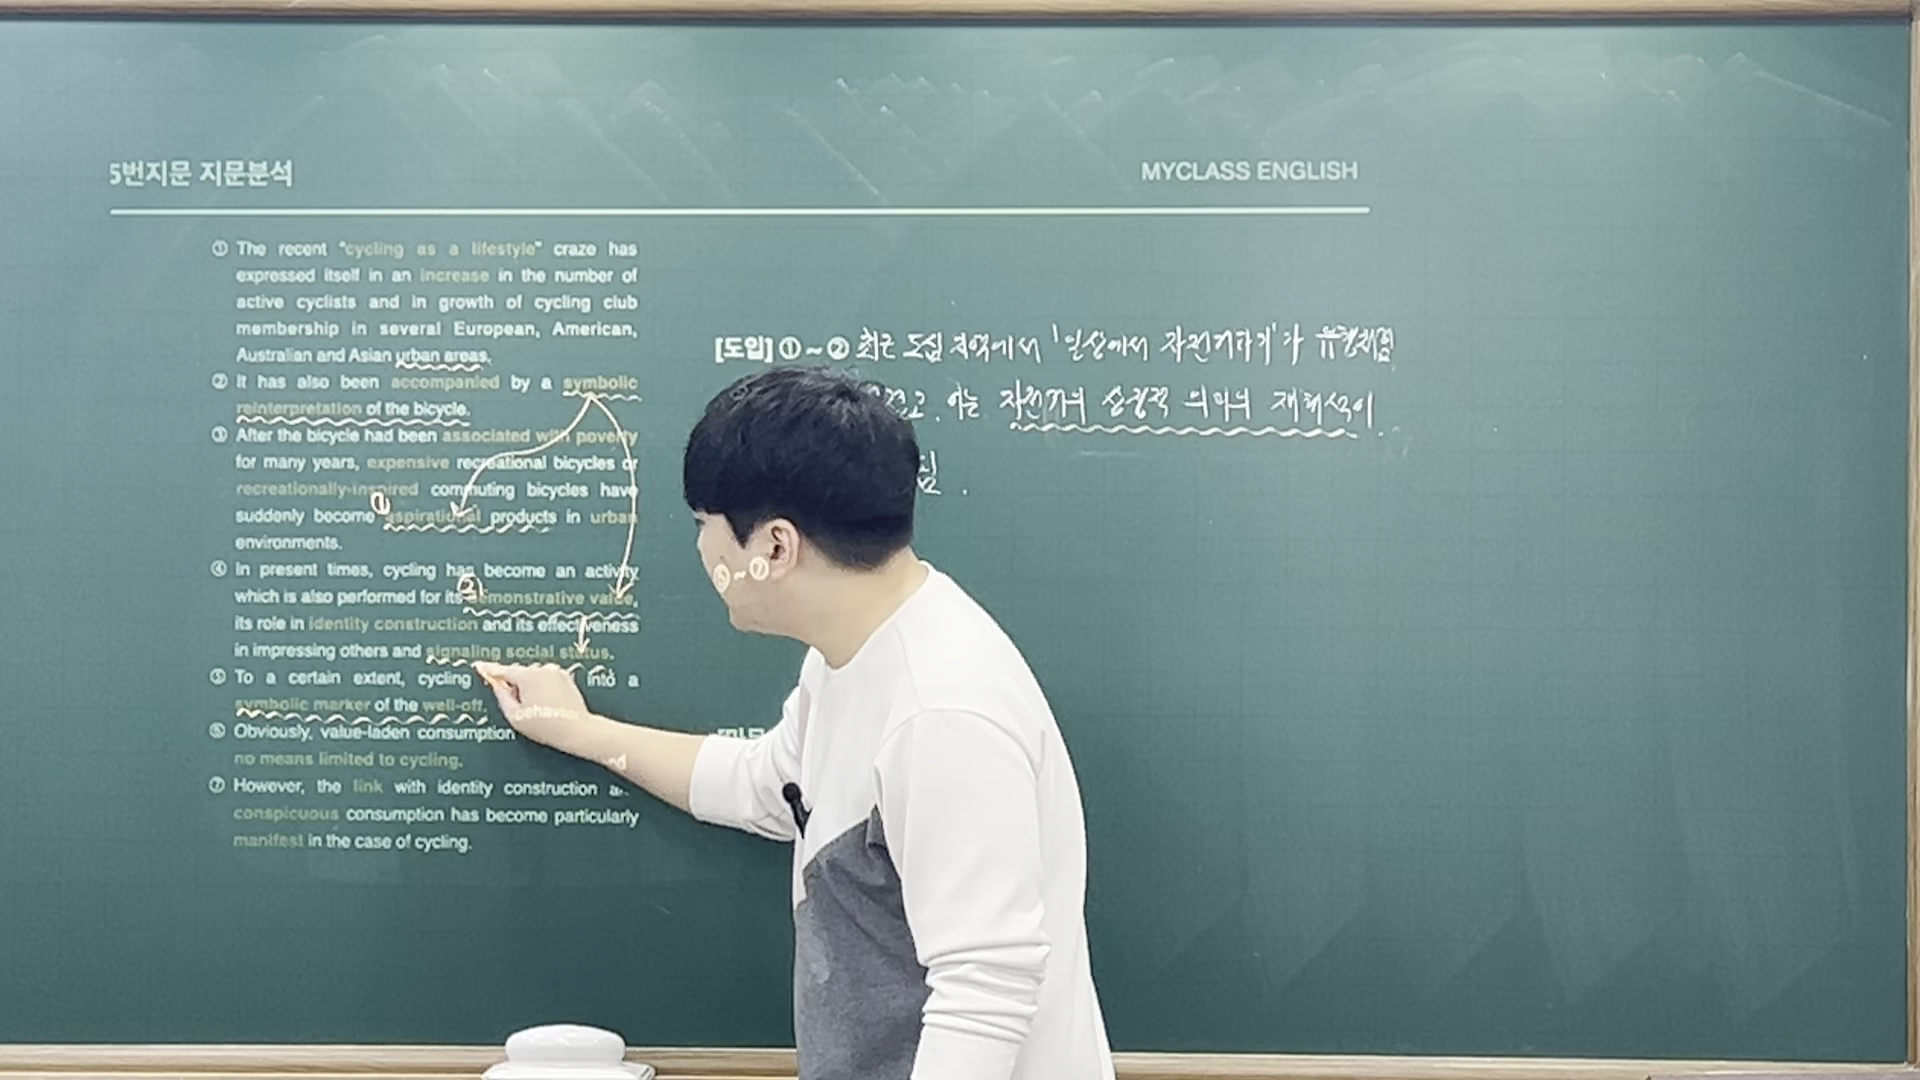 5번지문 지문분석
MYCLASS ENGLISH
① The recent "cycling as a lifestyle" craze has
expressed itself in an increase in the number of
active cyclists and in growth of cycling club
membership in several European, American,
Australian and Asian urban areas.
② It has also been accompanied by a symbolic
reinterpretation of the bicycle.
③ After the bicycle had been associated with poverty
for many years, expensive recreational bicycles or
recreationally-inspired commuting bicycles have
suddenly become aspirational products in urban
environments.
①
④ In present times, cycling has become an activity
which is also performed for its demonstrative value,
②
its role in identity construction and its effectiveness
in impressing others and signaling social status.
⑤ To a certain extent, cycling into a
symbolic marker of the well-off.
⑥ Obviously, value-laden consumption behavior
no means limited to cycling.
⑦ However, the link with identity construction and
conspicuous consumption has become particularly
manifest in the case of cycling.
[도입] ①~② 최근 도심 지역에서 '일상에서 자전거타기'가 유행처럼
이는 자전거의 상징적 의미의 재해석이
⑥~⑦